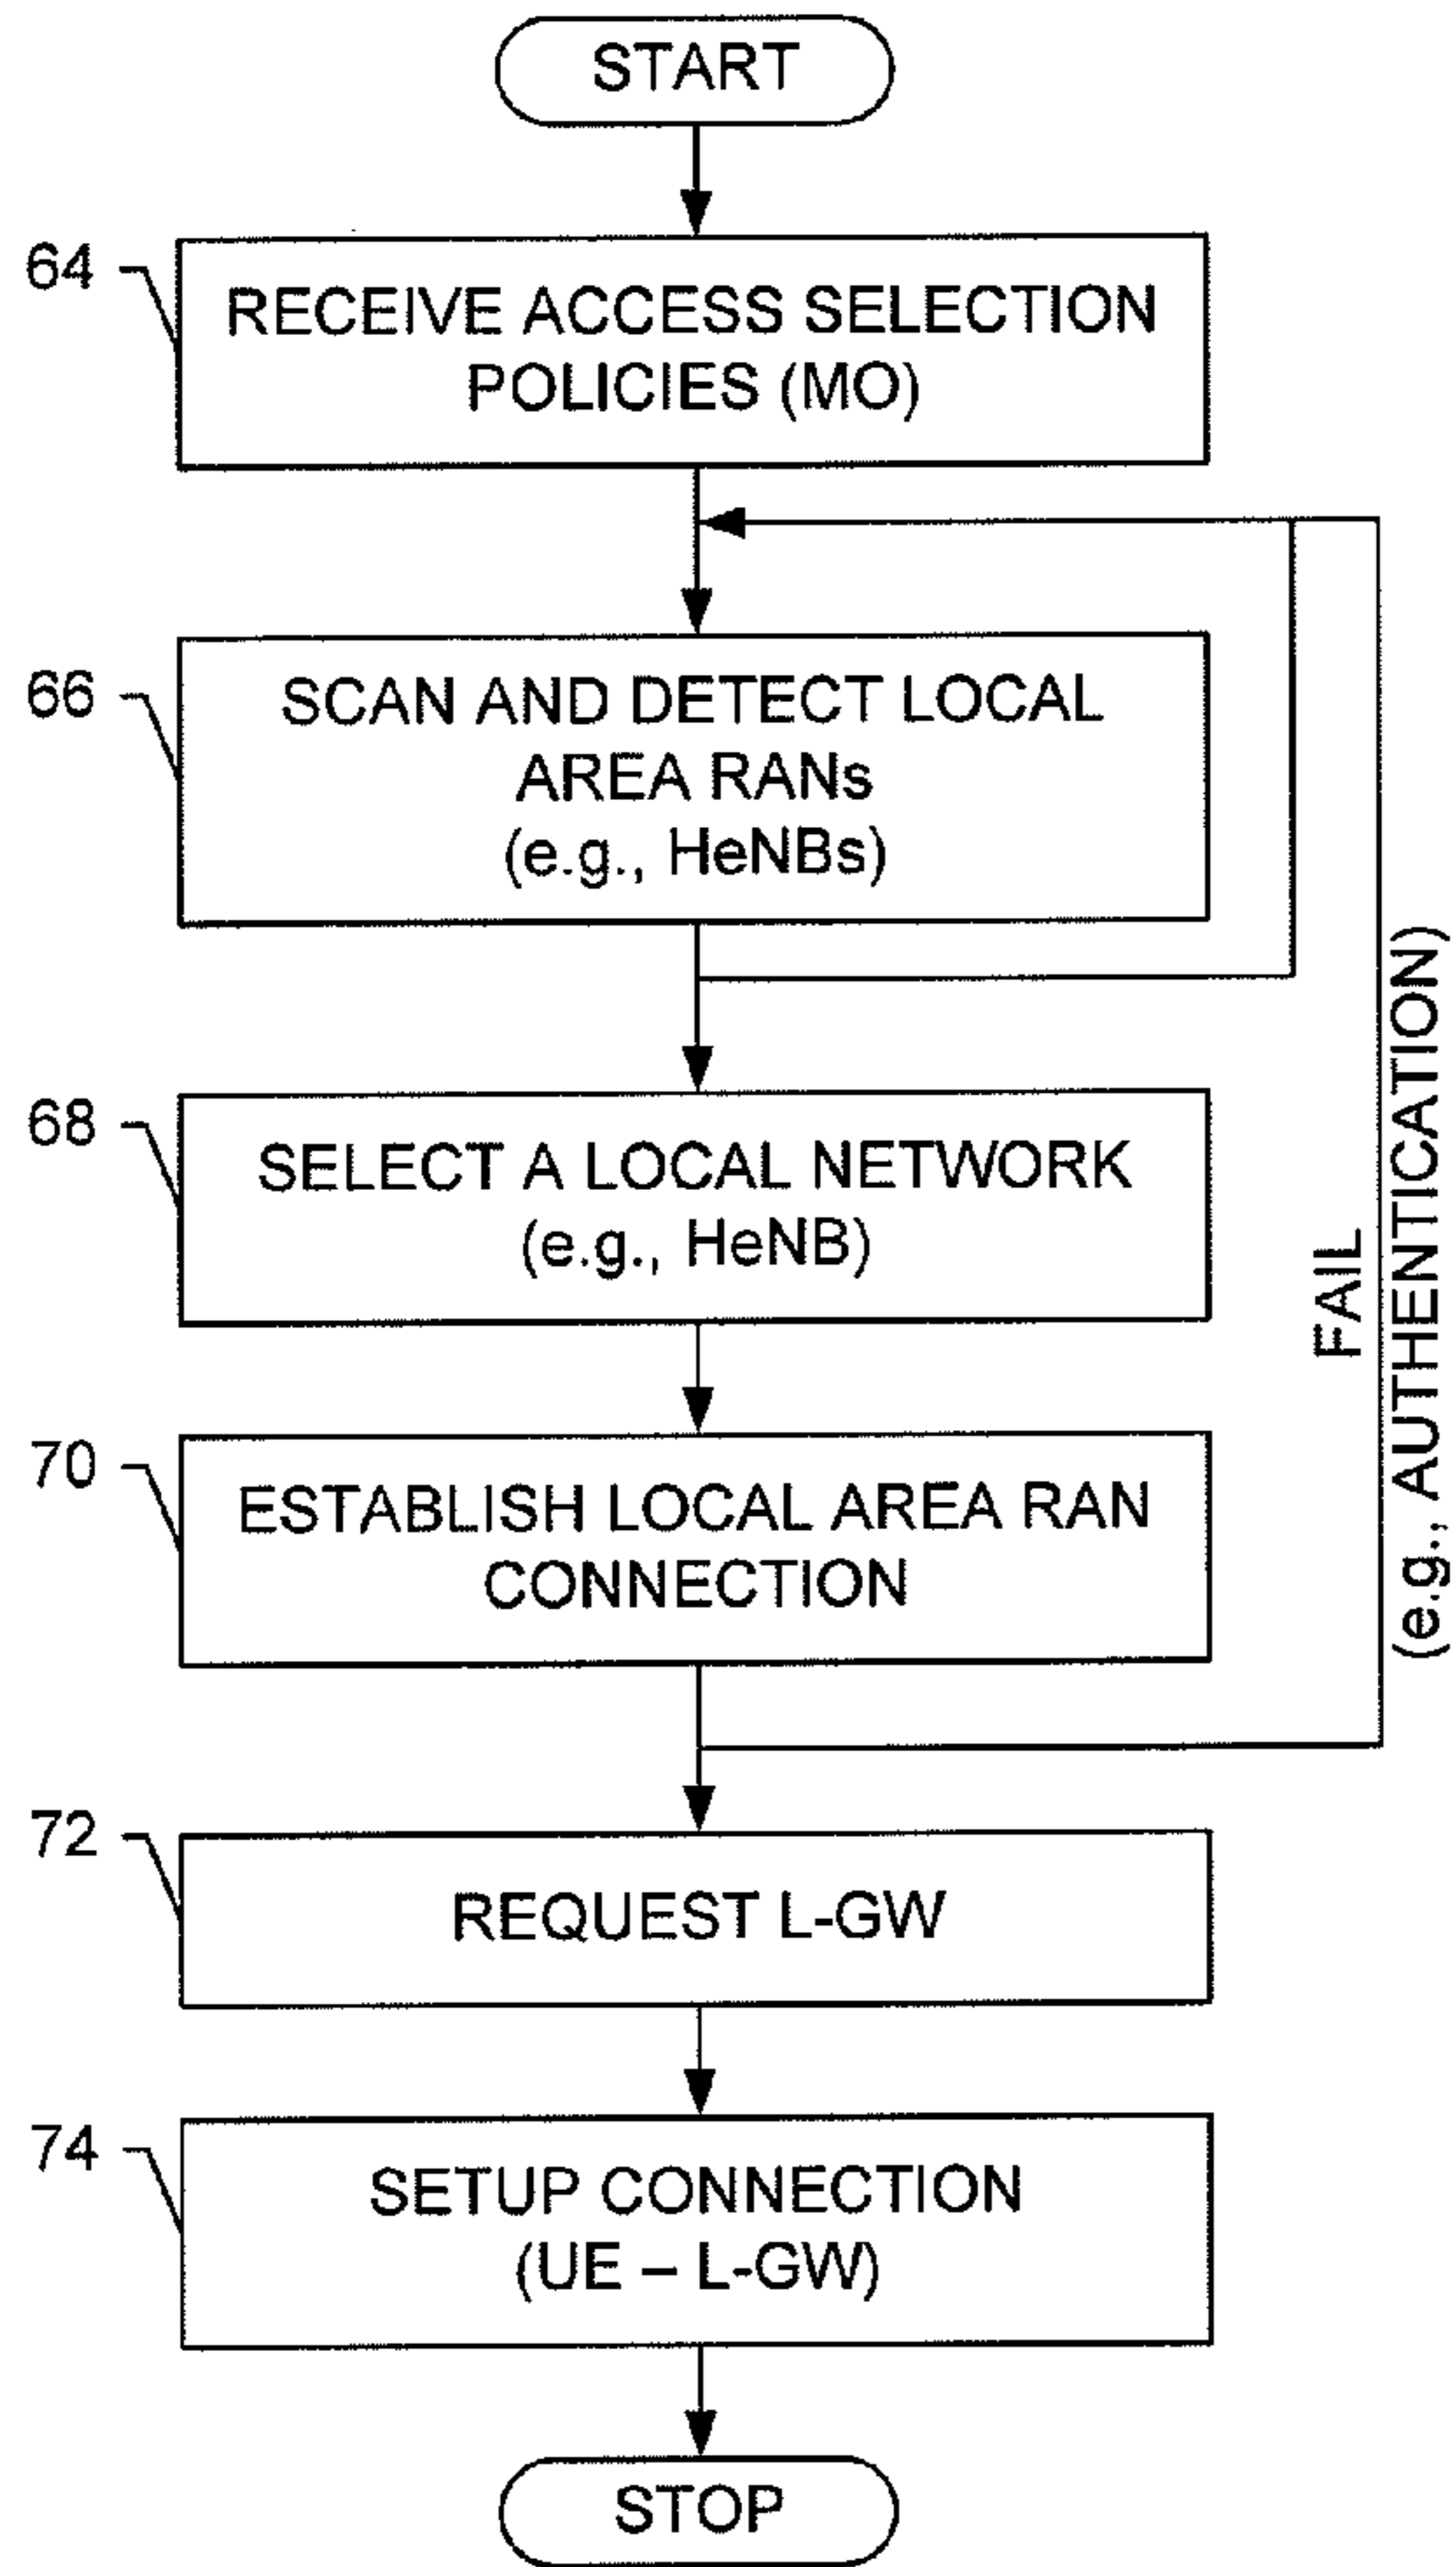 START
64
RECEIVE ACCESS SELECTION
POLICIES (MO)
66
SCAN AND DETECT LOCAL
AREA RANs
(e.g., HeNBs)
68
SELECT A LOCAL NETWORK
(e.g., HeNB)
FAIL
(e.g., AUTHENTICATION)
70
ESTABLISH LOCAL AREA RAN
CONNECTION
72
REQUEST L-GW
74
SETUP CONNECTION
(UE – L-GW)
STOP